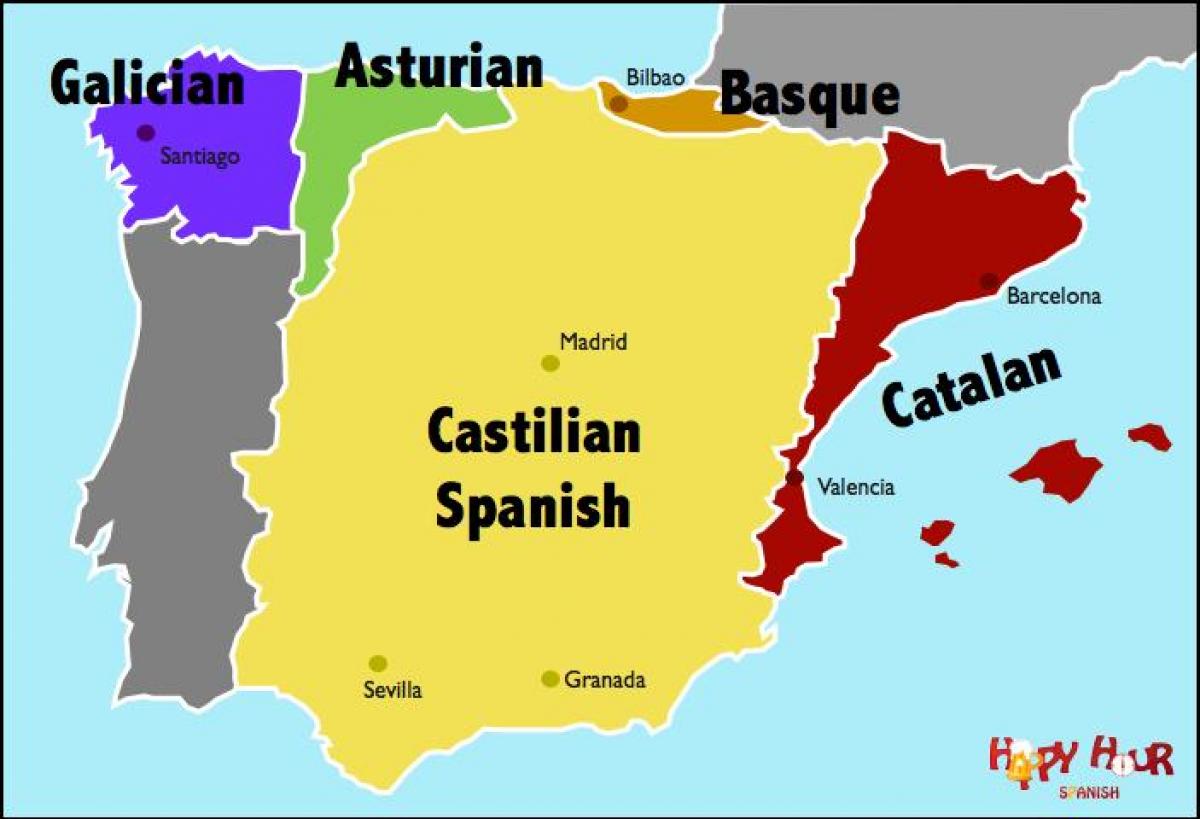 Galician
Asturian
Bilbao
Basque
Santiago
Barcelona
Madrid
Catalan
Castilian
Spanish
Valencia
Sevilla
Granada
HAPPY HOUR
SPANISH